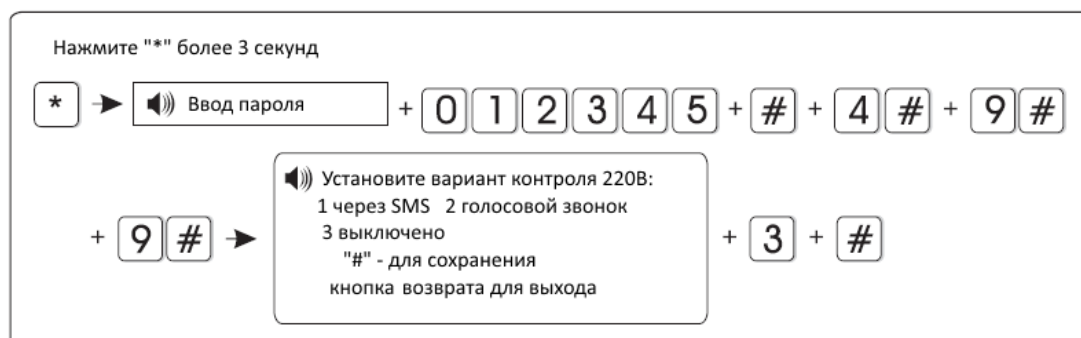 Нажмите "*" более 3 секунд
* Ввод пароля + 0 1 2 3 4 5 + # + 4 # + 9 #
+ 9 #
Установите вариант контроля 220В:
1 через SMS 2 голосовой звонок
3 выключено
"#" - для сохранения
кнопка возврата для выхода
+ 3 + #